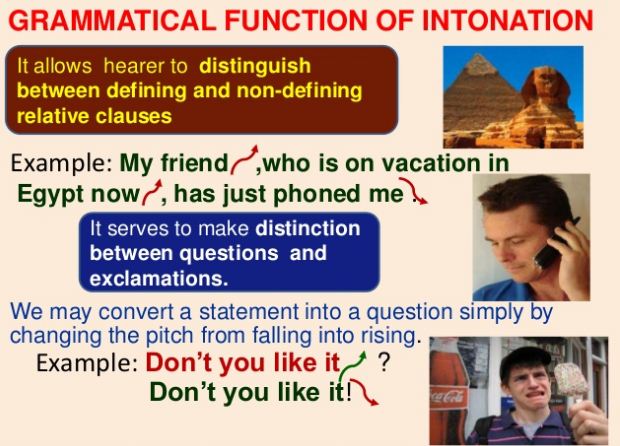 GRAMMATICAL FUNCTION OF INTONATION
It allows hearer to distinguish
between defining and non-defining
relative clauses
Example: My friend ,who is on vacation in
Egypt now , has just phoned me .
It serves to make distinction
between questions and
exclamations.
We may convert a statement into a question simply by
changing the pitch from falling into rising.
Example: Don’t you like it ?
Don’t you like it!
Coca-Cola